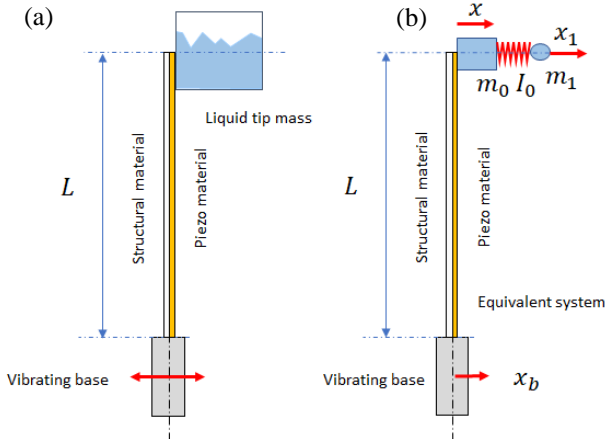 (a)
Liquid tip mass
L
Structural material
Piezo material
Vibrating base
(b)
x
x₁
m₀ I₀ m₁
L
Structural material
Piezo material
Equivalent system
Vibrating base
x_b